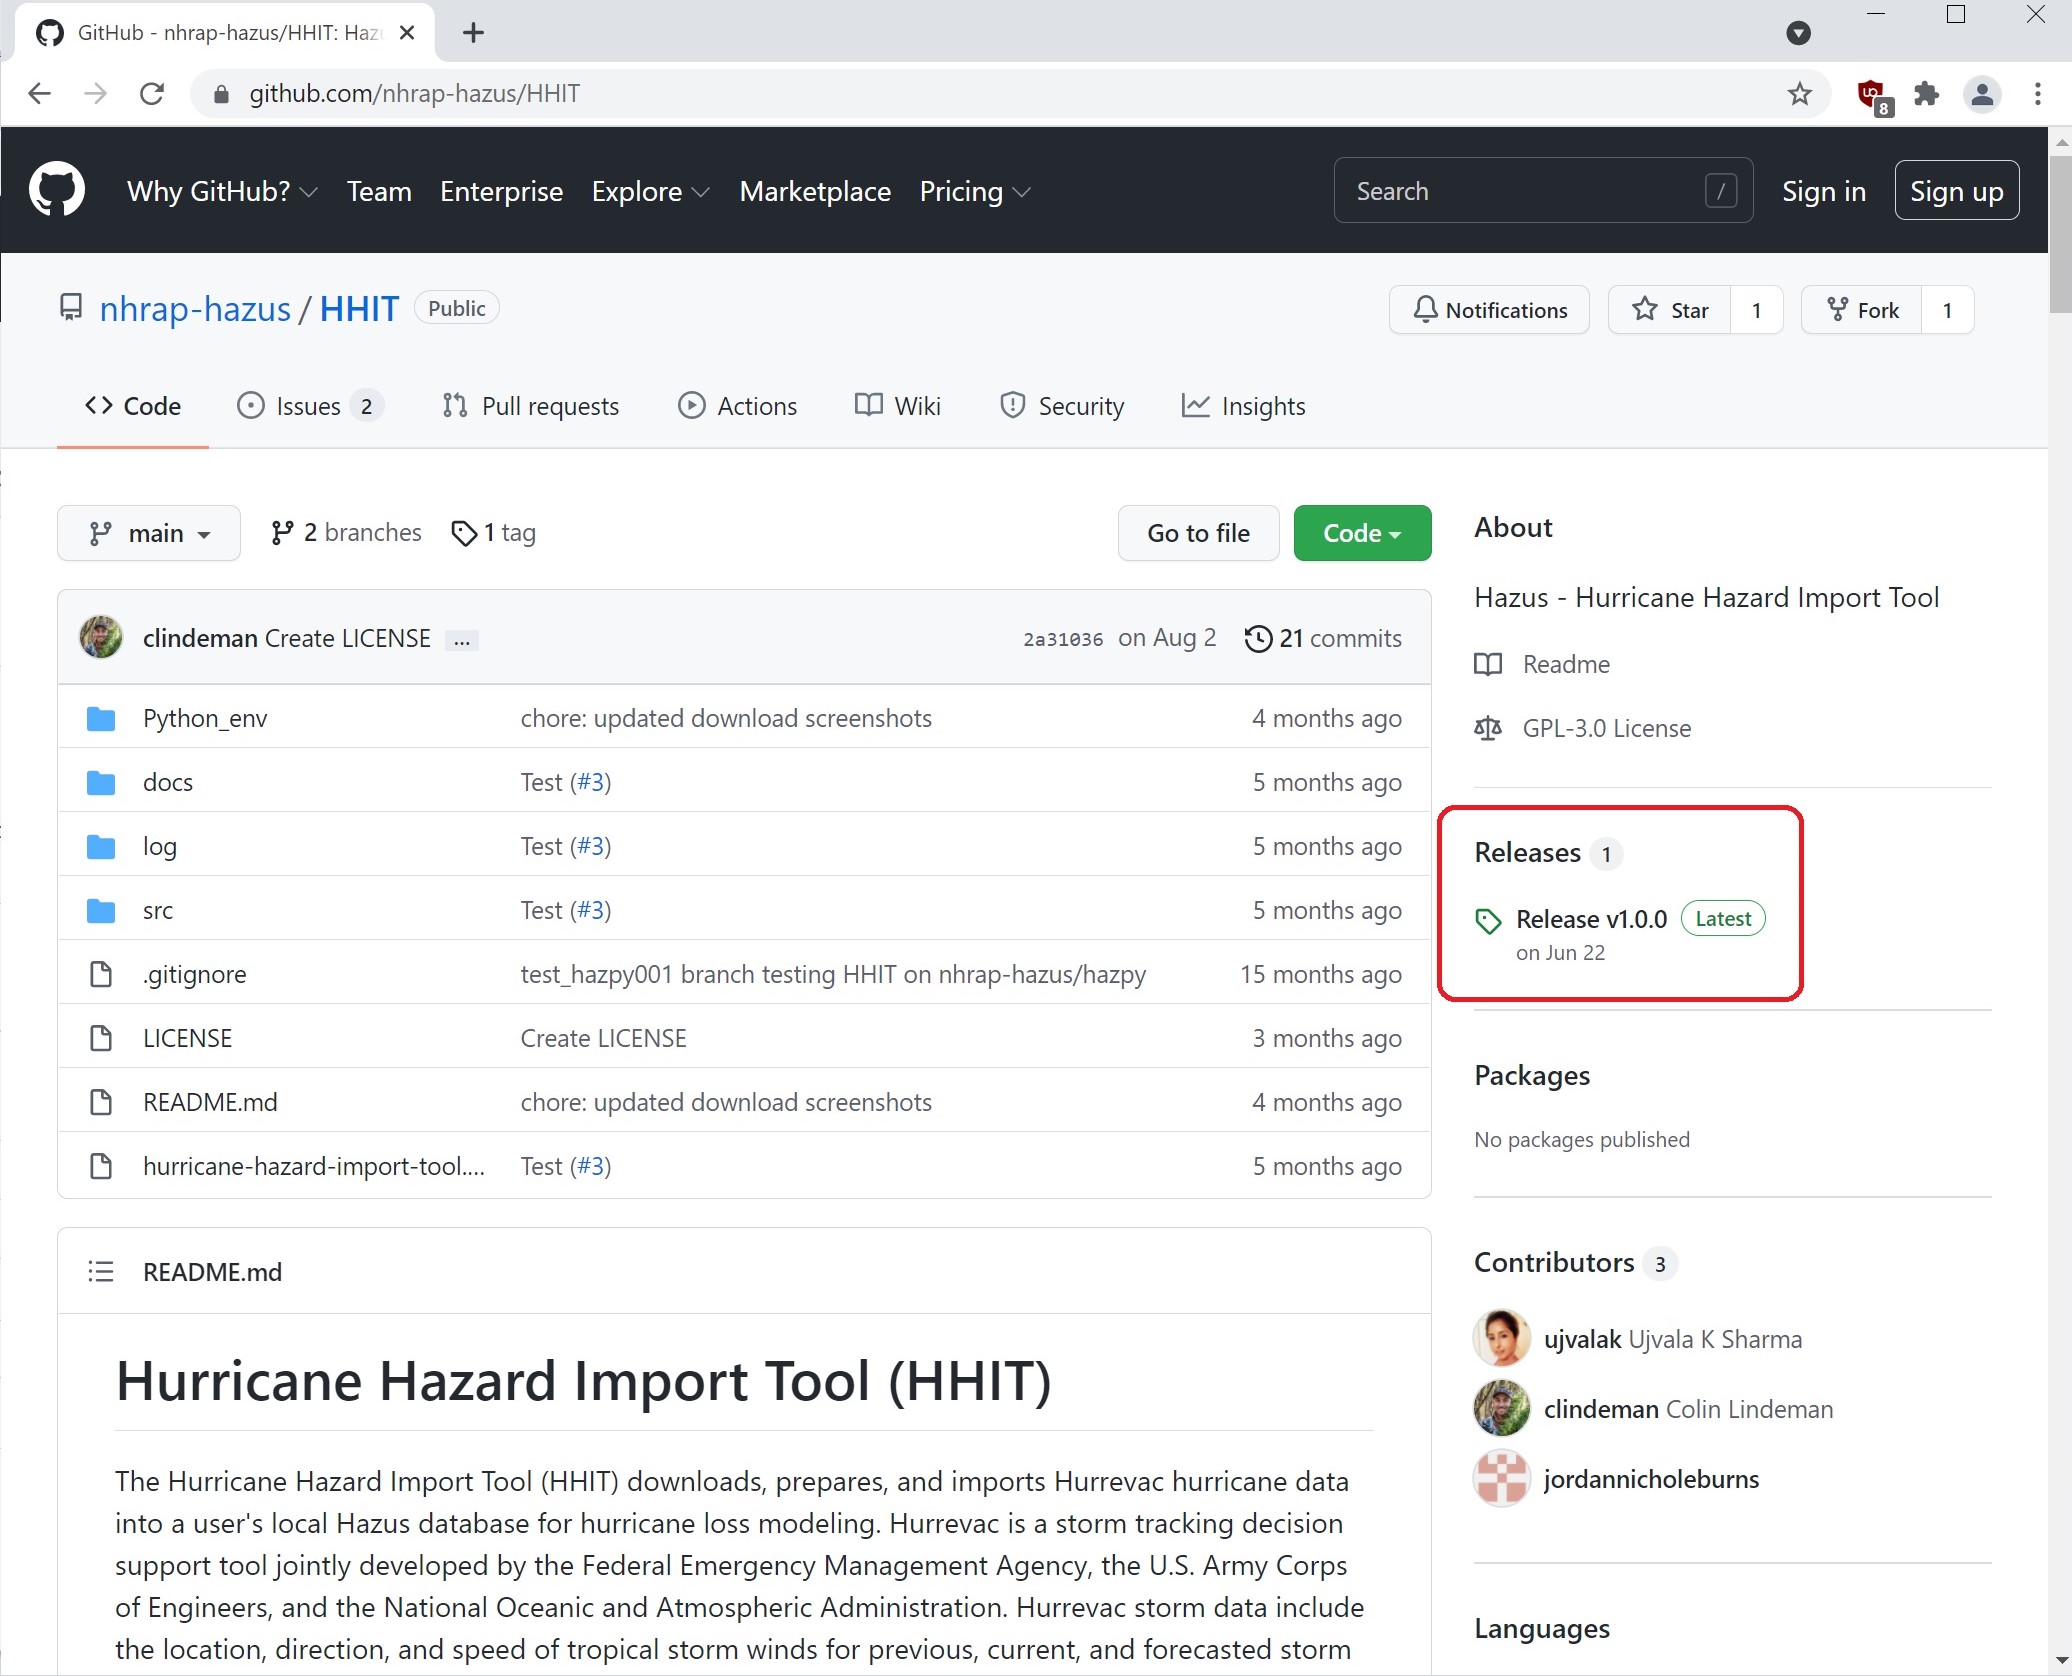 GitHub - nhrap-hazus/HHIT: Haz
github.com/nhrap-hazus/HHIT
8
Why GitHub? Team Enterprise Explore Marketplace Pricing Search / Sign in Sign up
nhrap-hazus / HHIT Public Notifications Star 1 Fork 1
Code Issues 2 Pull requests Actions Wiki Security Insights
main 2 branches 1 tag Go to file Code
clindeman Create LICENSE ... 2a31036 on Aug 2 21 commits
Python_env chore: updated download screenshots 4 months ago
docs Test (#3) 5 months ago
log Test (#3) 5 months ago
src Test (#3) 5 months ago
.gitignore test_hazpy001 branch testing HHIT on nhrap-hazus/hazpy 15 months ago
LICENSE Create LICENSE 3 months ago
README.md chore: updated download screenshots 4 months ago
hurricane-hazard-import-tool.... Test (#3) 5 months ago
README.md
Hurricane Hazard Import Tool (HHIT)
The Hurricane Hazard Import Tool (HHIT) downloads, prepares, and imports Hurrevac hurricane data
into a user's local Hazus database for hurricane loss modeling. Hurrevac is a storm tracking decision
support tool jointly developed by the Federal Emergency Management Agency, the U.S. Army Corps
of Engineers, and the National Oceanic and Atmospheric Administration. Hurrevac storm data include
the location, direction, and speed of tropical storm winds for previous, current, and forecasted storm
About
Hazus - Hurricane Hazard Import Tool
Readme
GPL-3.0 License
Releases 1
Release v1.0.0 Latest
on Jun 22
Packages
No packages published
Contributors 3
ujvalak Ujvala K Sharma
clindeman Colin Lindeman
jordannicholeburns
Languages